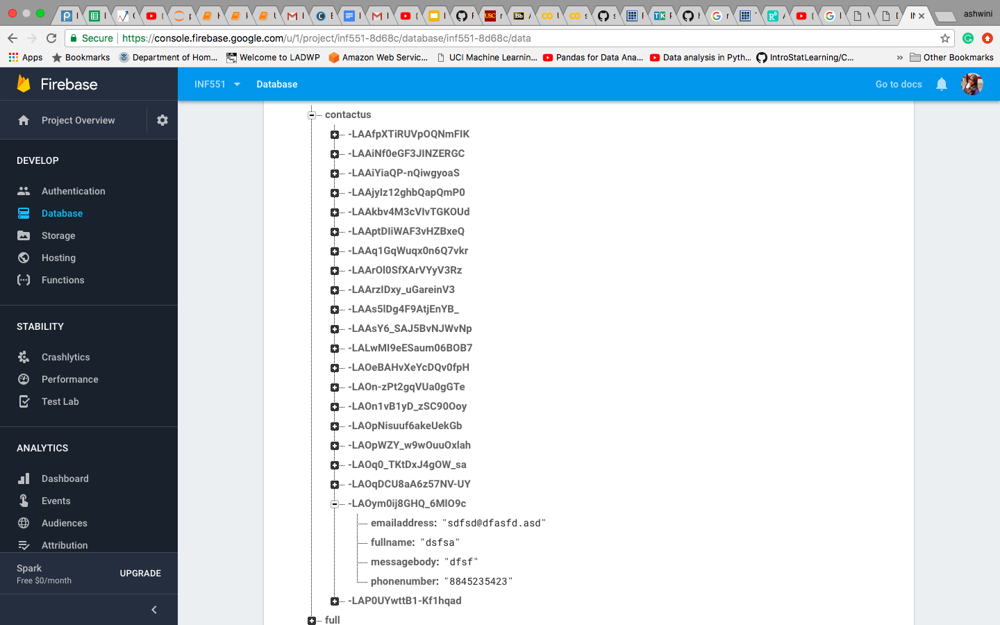 ashwini
Secure https://console.firebase.google.com/u/1/project/inf551-8d68c/database/inf551-8d68c/data
Apps Bookmarks Department of Hom... Welcome to LADWP Amazon Web Servic... UCI Machine Learnin... Pandas for Data Ana... Data analysis in Pyth... IntroStatLearning/C... » Other Bookmarks
Firebase INF551 Database Go to docs
Project Overview
DEVELOP
Authentication
Database
Storage
Hosting
Functions
STABILITY
Crashlytics
Performance
Test Lab
ANALYTICS
Dashboard
Events
Audiences
Attribution
Spark
Free $0/month
UPGRADE
contactus
-LAAfpXTiRUVpOQNmFIK
-LAAiNf0eGF3JINZERGC
-LAAiYiaQP-nQiwgyoaS
-LAAjyIz12ghbQapQmP0
-LAAkbv4M3cVIvTGKOUd
-LAAptDliWAF3vHZBxeQ
-LAAq1GqWuqx0n6Q7vkr
-LAArOl0SfXArVYyV3Rz
-LAArzIDxy_uGareinV3
-LAAs5lDg4F9AtjEnYB_
-LAAsY6_SAJ5BvNJWvNp
-LALwMI9eESaum06BOB7
-LAOeBAHvXeYcDQv0fpH
-LAOn-zPt2gqVUa0gGTe
-LAOn1vB1yD_zSC90Ooy
-LAOpNisuuf6akeUekGb
-LAOpWZY_w9wOuuOxlah
-LAOq0_TKtDxJ4gOW_sa
-LAOqDCU8aA6z57NV-UY
-LAOym0ij8GHQ_6MlO9c
emailaddress: "sdfsd@dfasfd.asd"
fullname: "dsfsa"
messagebody: "dfsf"
phonenumber: "8845235423"
-LAP0UYwttB1-Kf1hqad
full